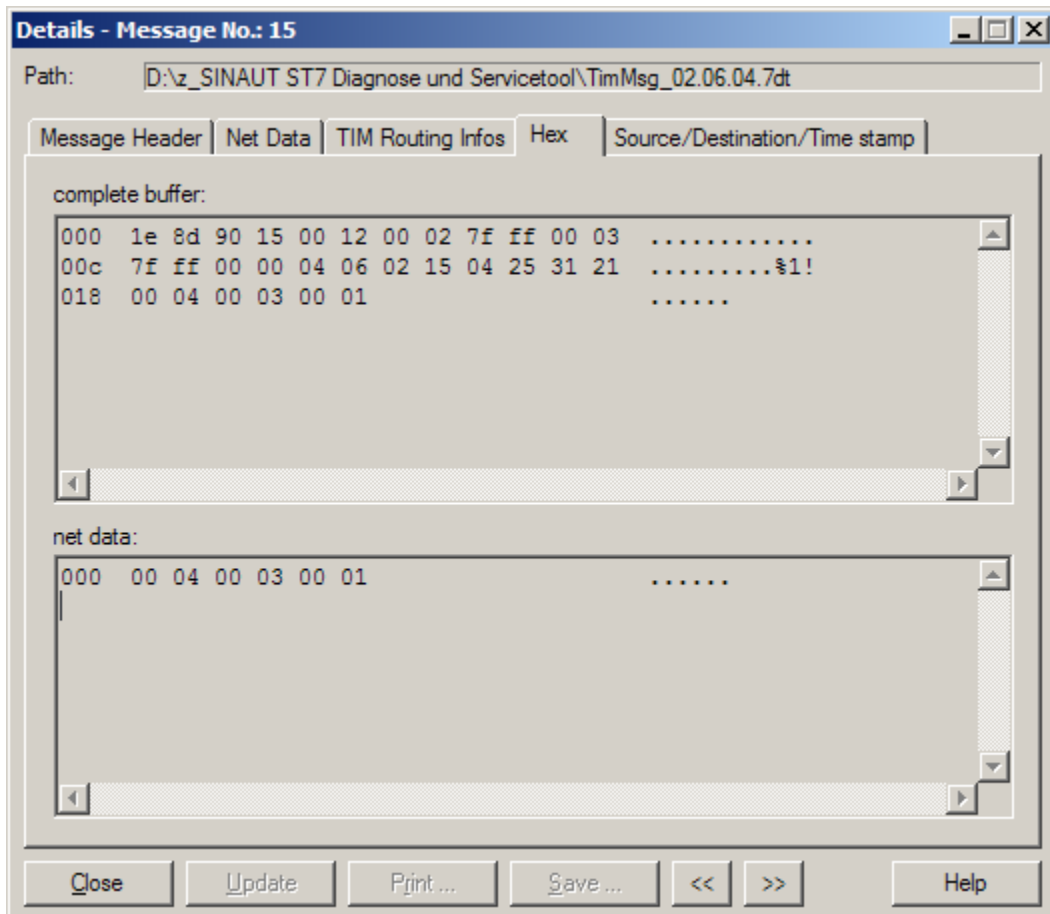 Details - Message No.: 15
Path: D:\z_SINAUT ST7 Diagnose und Servicetool\TimMsg_02.06.04.7dt
Message Header Net Data TIM Routing Infos Hex Source/Destination/Time stamp
complete buffer:
000 1e 8d 90 15 00 12 00 02 7f ff 00 03 ............
00c 7f ff 00 00 04 06 02 15 04 25 31 21 .........%1!
018 00 04 00 03 00 01 ......
net data:
000 00 04 00 03 00 01 ......
Close Update Print ... Save ... << >> Help